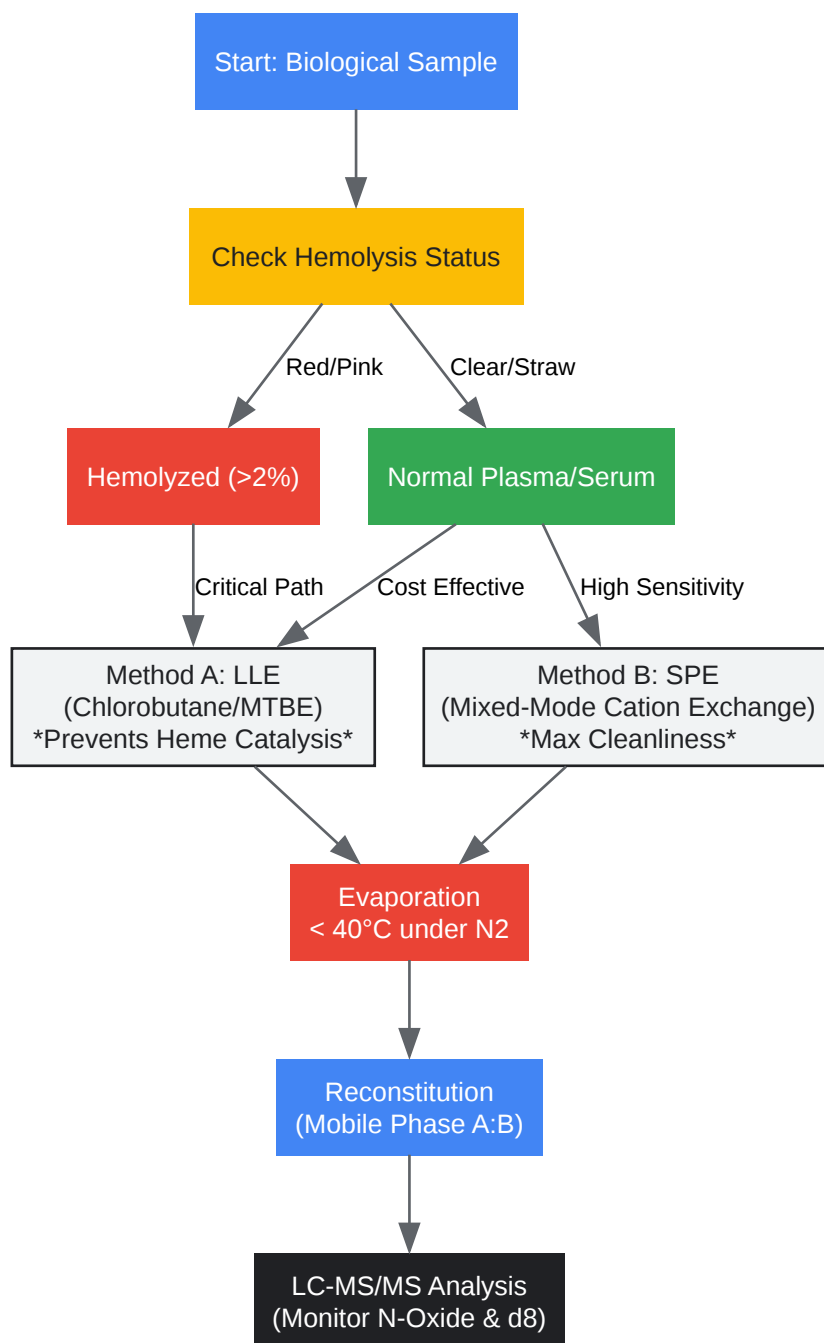 Start: Biological Sample
Check Hemolysis Status
Red/Pink
Clear/Straw
Hemolyzed (>2%)
Normal Plasma/Serum
Critical Path
Cost Effective
High Sensitivity
Method A: LLE
(Chlorobutane/MTBE)
*Prevents Heme Catalysis*
Method B: SPE
(Mixed-Mode Cation Exchange)
*Max Cleanliness*
Evaporation
< 40°C under N2
Reconstitution
(Mobile Phase A:B)
LC-MS/MS Analysis
(Monitor N-Oxide & d8)